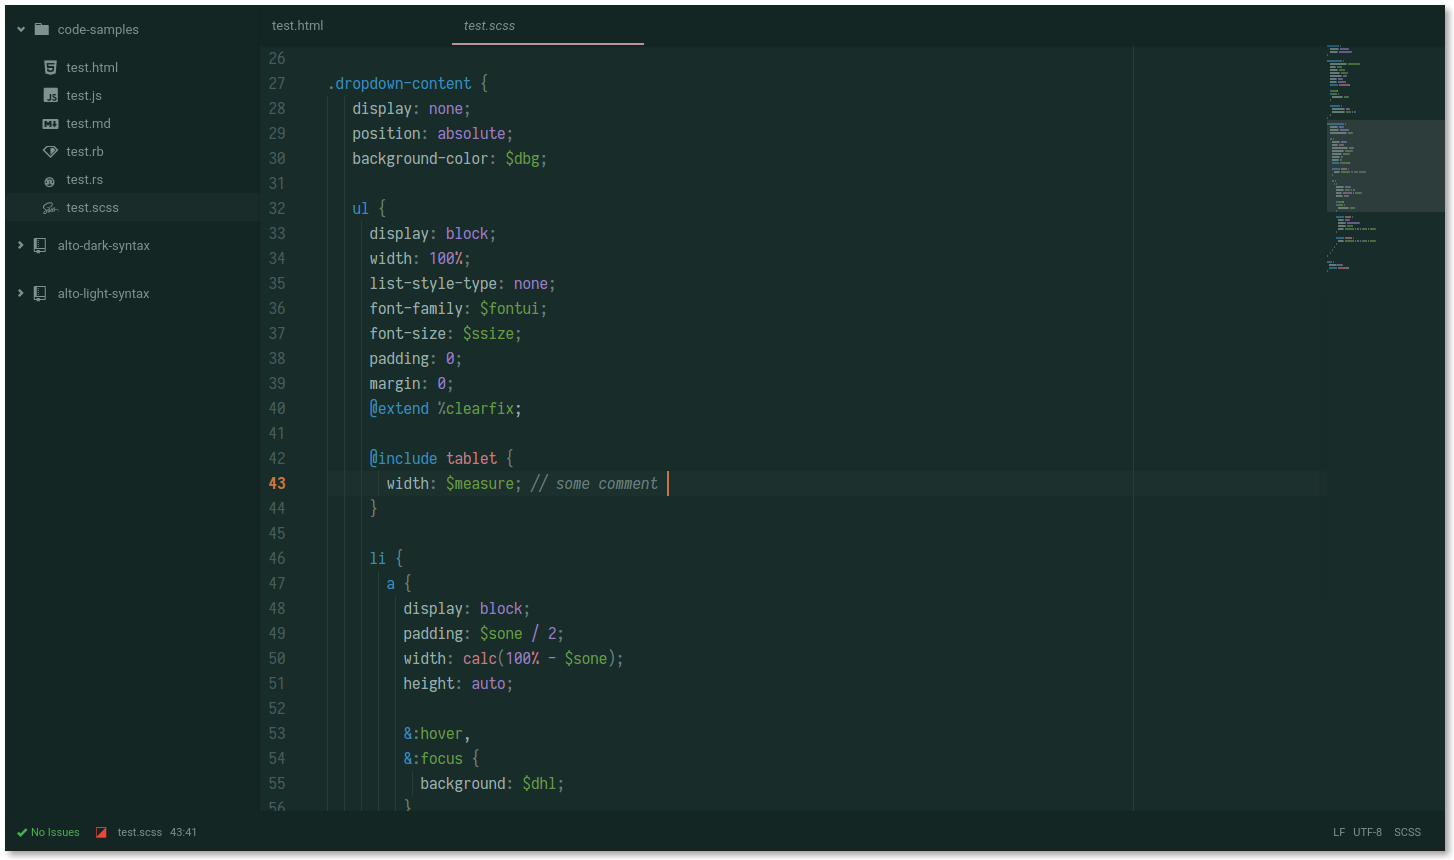 code-samples
test.html
test.js
test.md
test.rb
test.rs
test.scss
alto-dark-syntax
alto-light-syntax
test.html test.scss
26
27 .dropdown-content {
28 display: none;
29 position: absolute;
30 background-color: $dbg;
31
32 ul {
33 display: block;
34 width: 100%;
35 list-style-type: none;
36 font-family: $fontui;
37 font-size: $ssize;
38 padding: 0;
39 margin: 0;
40 @extend %clearfix;
41
42 @include tablet {
43 width: $measure; // some comment
44 }
45
46 li {
47 a {
48 display: block;
49 padding: $sone / 2;
50 width: calc(100% - $sone);
51 height: auto;
52
53 &:hover,
54 &:focus {
55 background: $dhl;
56 }
No Issues test.scss 43:41 LF UTF-8 SCSS